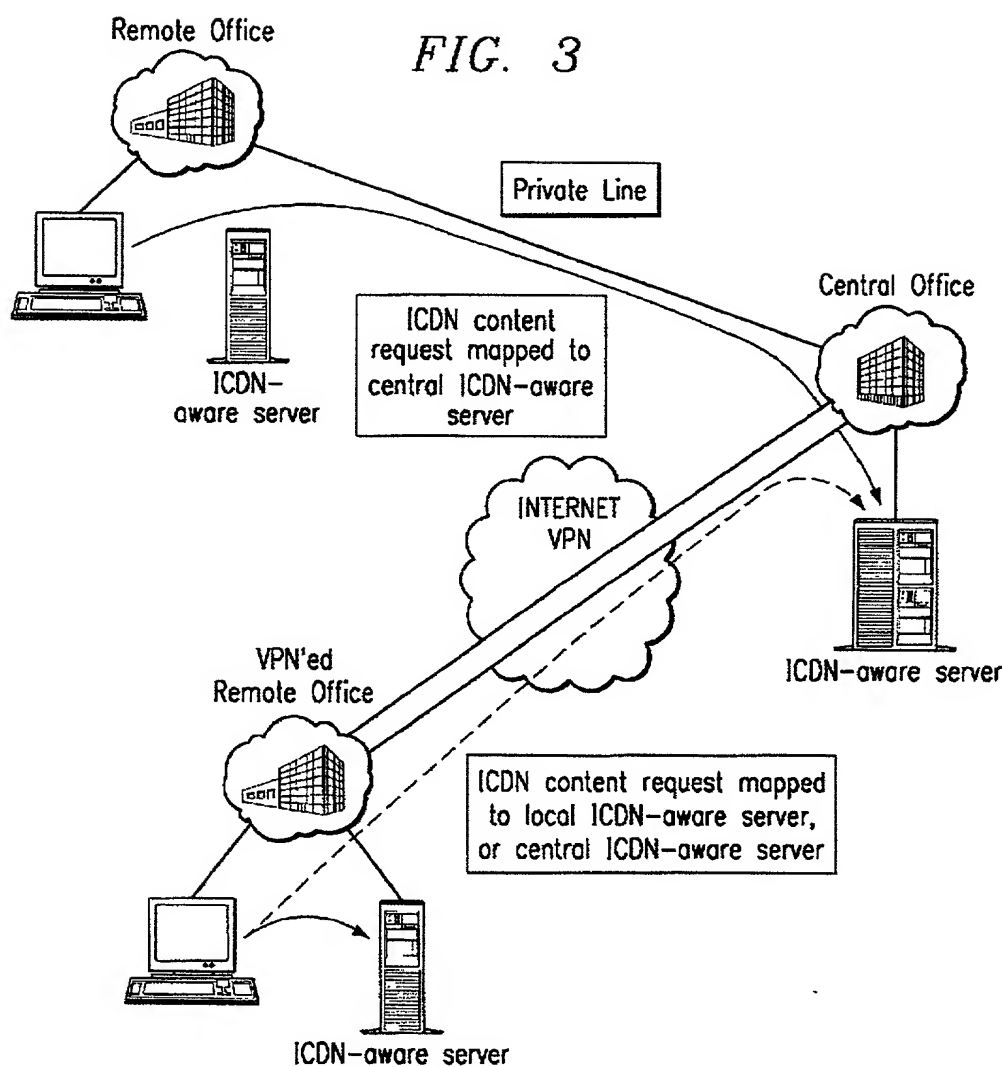 Remote Office
FIG. 3
Private Line
Central Office
ICDN content
request mapped to
central ICDN-aware
server
ICDN-
aware server
INTERNET
VPN
ICDN-aware server
VPN'ed
Remote Office
ICDN content request mapped
to local ICDN-aware server,
or central ICDN-aware server
ICDN-aware server